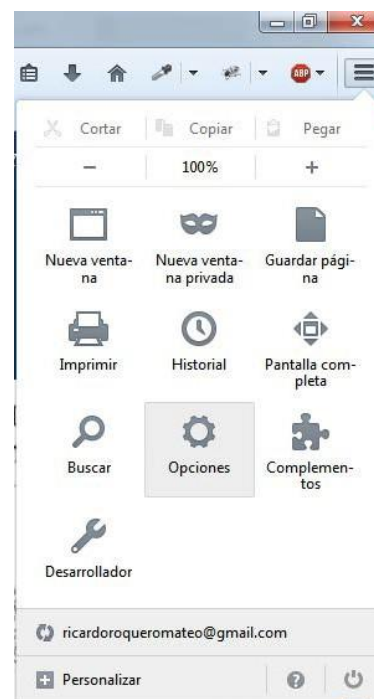 ABP
Cortar Copiar Pegar
− 100% +
Nueva venta-
na
Nueva venta-
na privada
Guardar pági-
na
Imprimir
Historial
Pantalla com-
pleta
Buscar
Opciones
Complemen-
tos
Desarrollador
ricardoroqueromateo@gmail.com
Personalizar